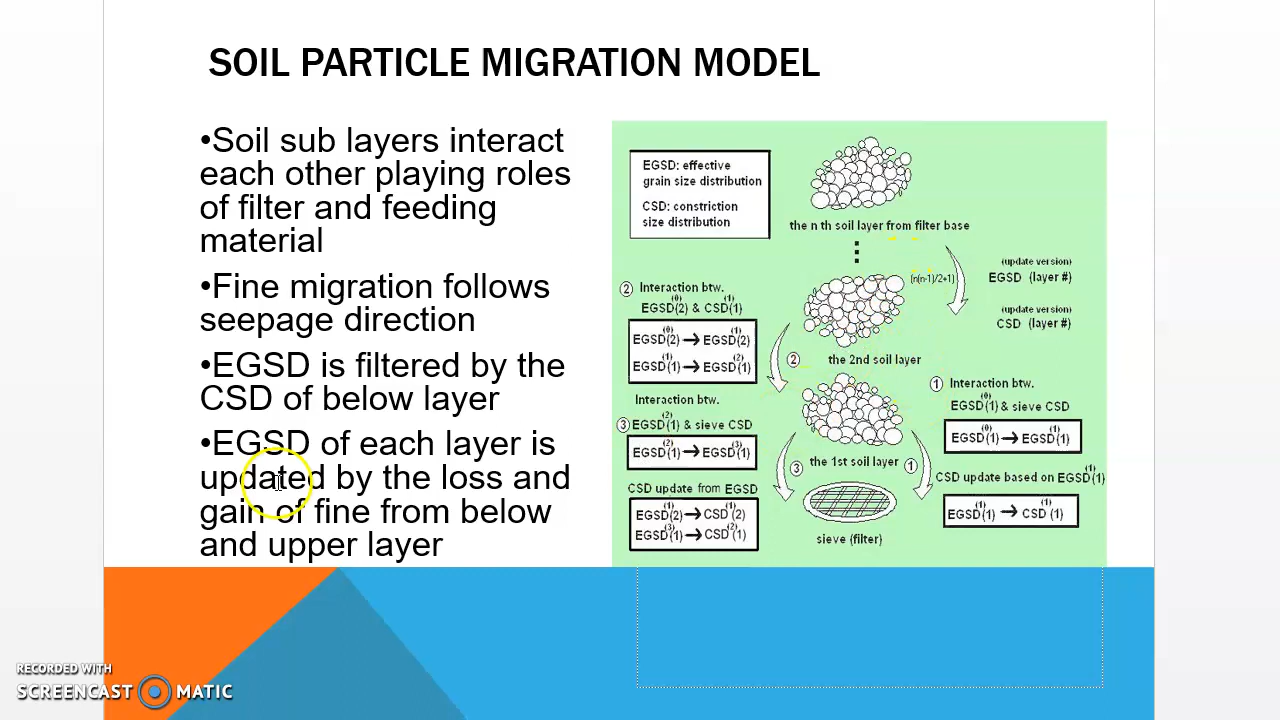 SOIL PARTICLE MIGRATION MODEL
•Soil sub layers interact
each other playing roles
of filter and feeding
material
•Fine migration follows
seepage direction
•EGSD is filtered by the
CSD of below layer
•EGSD of each layer is
updated by the loss and
gain of fine from below
and upper layer
EGSD: effective
grain size distribution
CSD: constriction
size distribution
the n th soil layer from filter base
(n(n-1)/2+1)
(update version)
EGSD (layer #)
(update version)
CSD (layer #)
② Interaction btw.
(0) (1)
EGSD(2) & CSD(1)
(0) (1)
EGSD(2) → EGSD(2)
(1) (2)
EGSD(1) → EGSD(1)
②
the 2nd soil layer
Interaction btw.
(2)
③ EGSD(1) & sieve CSD
(2) (3)
EGSD(1) → EGSD(1)
CSD update from EGSD
(1) (1)
EGSD(2) → CSD(2)
(3) (2)
EGSD(1) → CSD(1)
③
the 1st soil layer
①
sieve (filter)
① Interaction btw.
(0)
EGSD(1) & sieve CSD
(0) (1)
EGSD(1) → EGSD(1)
(1)
CSD update based on EGSD(1)
(1) (1)
EGSD(1) → CSD(1)
RECORDED WITH
SCREENCAST MATIC